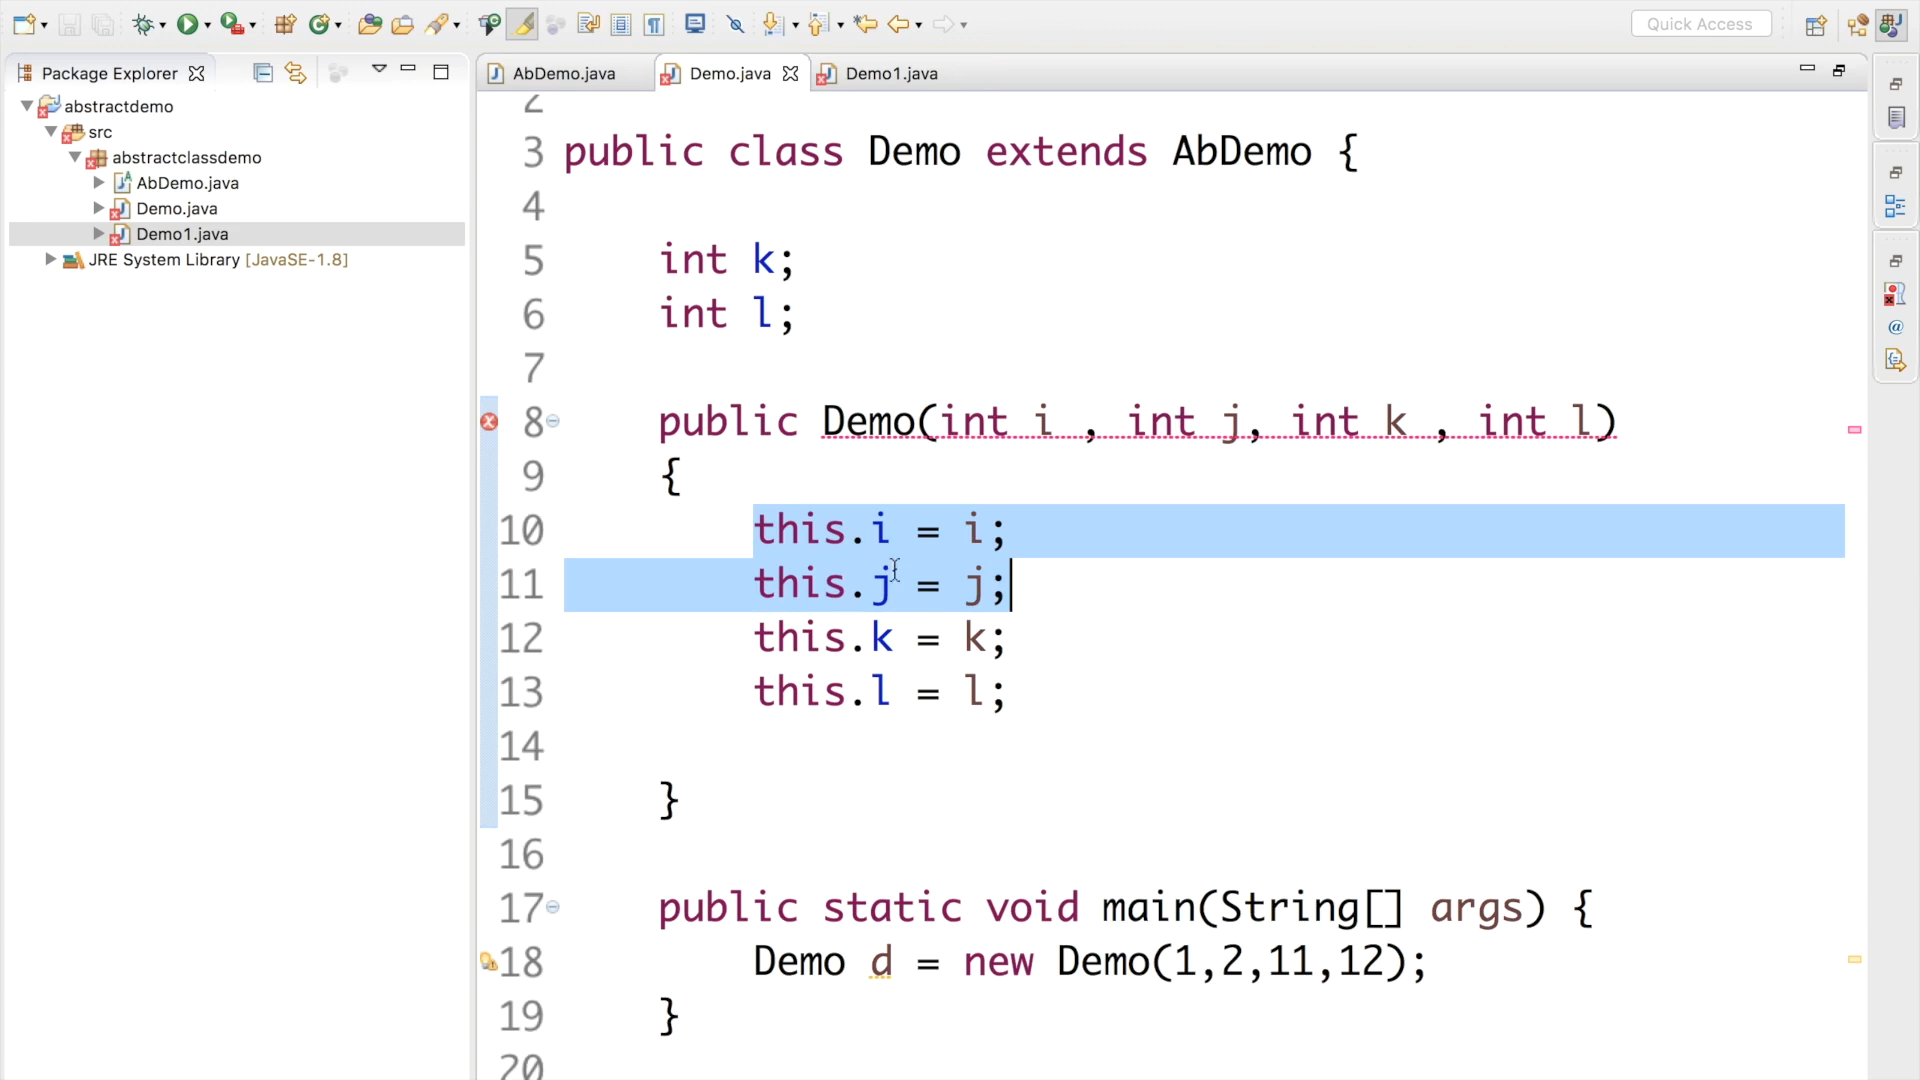 Quick Access
Package Explorer
AbDemo.java
Demo.java
Demo1.java
abstractdemo
src
abstractclassdemo
AbDemo.java
Demo.java
Demo1.java
JRE System Library [JavaSE-1.8]
2
3 public class Demo extends AbDemo {
4
5 int k;
6 int l;
7
8 public Demo(int i , int j, int k , int l)
9 {
10 this.i = i;
11 this.j = j;
12 this.k = k;
13 this.l = l;
14
15 }
16
17 public static void main(String[] args) {
18 Demo d = new Demo(1,2,11,12);
19 }
20